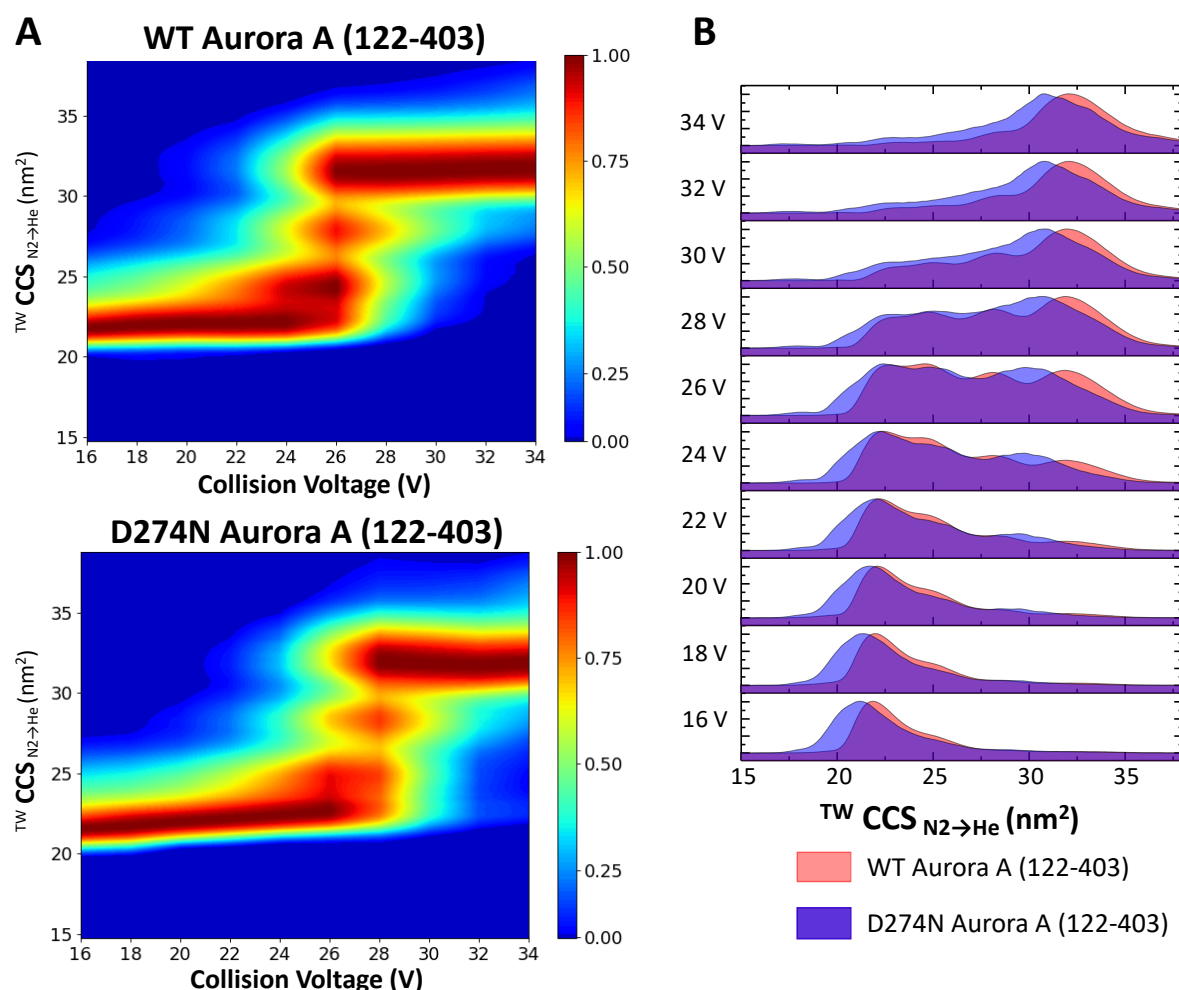 A
WT Aurora A (122-403)
35
30
25
20
15
TW CCS N2→He (nm²)
16 18 20 22 24 26 28 30 32 34
Collision Voltage (V)
1.00
0.75
0.50
0.25
0.00
D274N Aurora A (122-403)
35
30
25
20
15
TW CCS N2→He (nm²)
16 18 20 22 24 26 28 30 32 34
Collision Voltage (V)
1.00
0.75
0.50
0.25
0.00
B
34 V
32 V
30 V
28 V
26 V
24 V
22 V
20 V
18 V
16 V
15 20 25 30 35
TW CCS N2→He (nm²)
WT Aurora A (122-403)
D274N Aurora A (122-403)